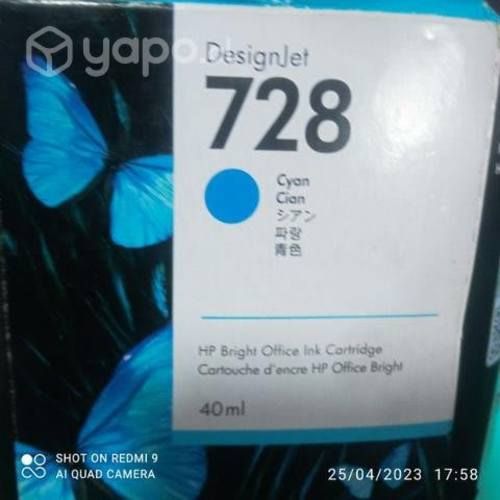 yapo.cl
DesignJet
728
Cyan
Cian
シアン
파랑
青色
HP Bright Office Ink Cartridge
Cartouche d'encre HP Office Bright
40ml
SHOT ON REDMI 9
AI QUAD CAMERA
25/04/2023 17:58